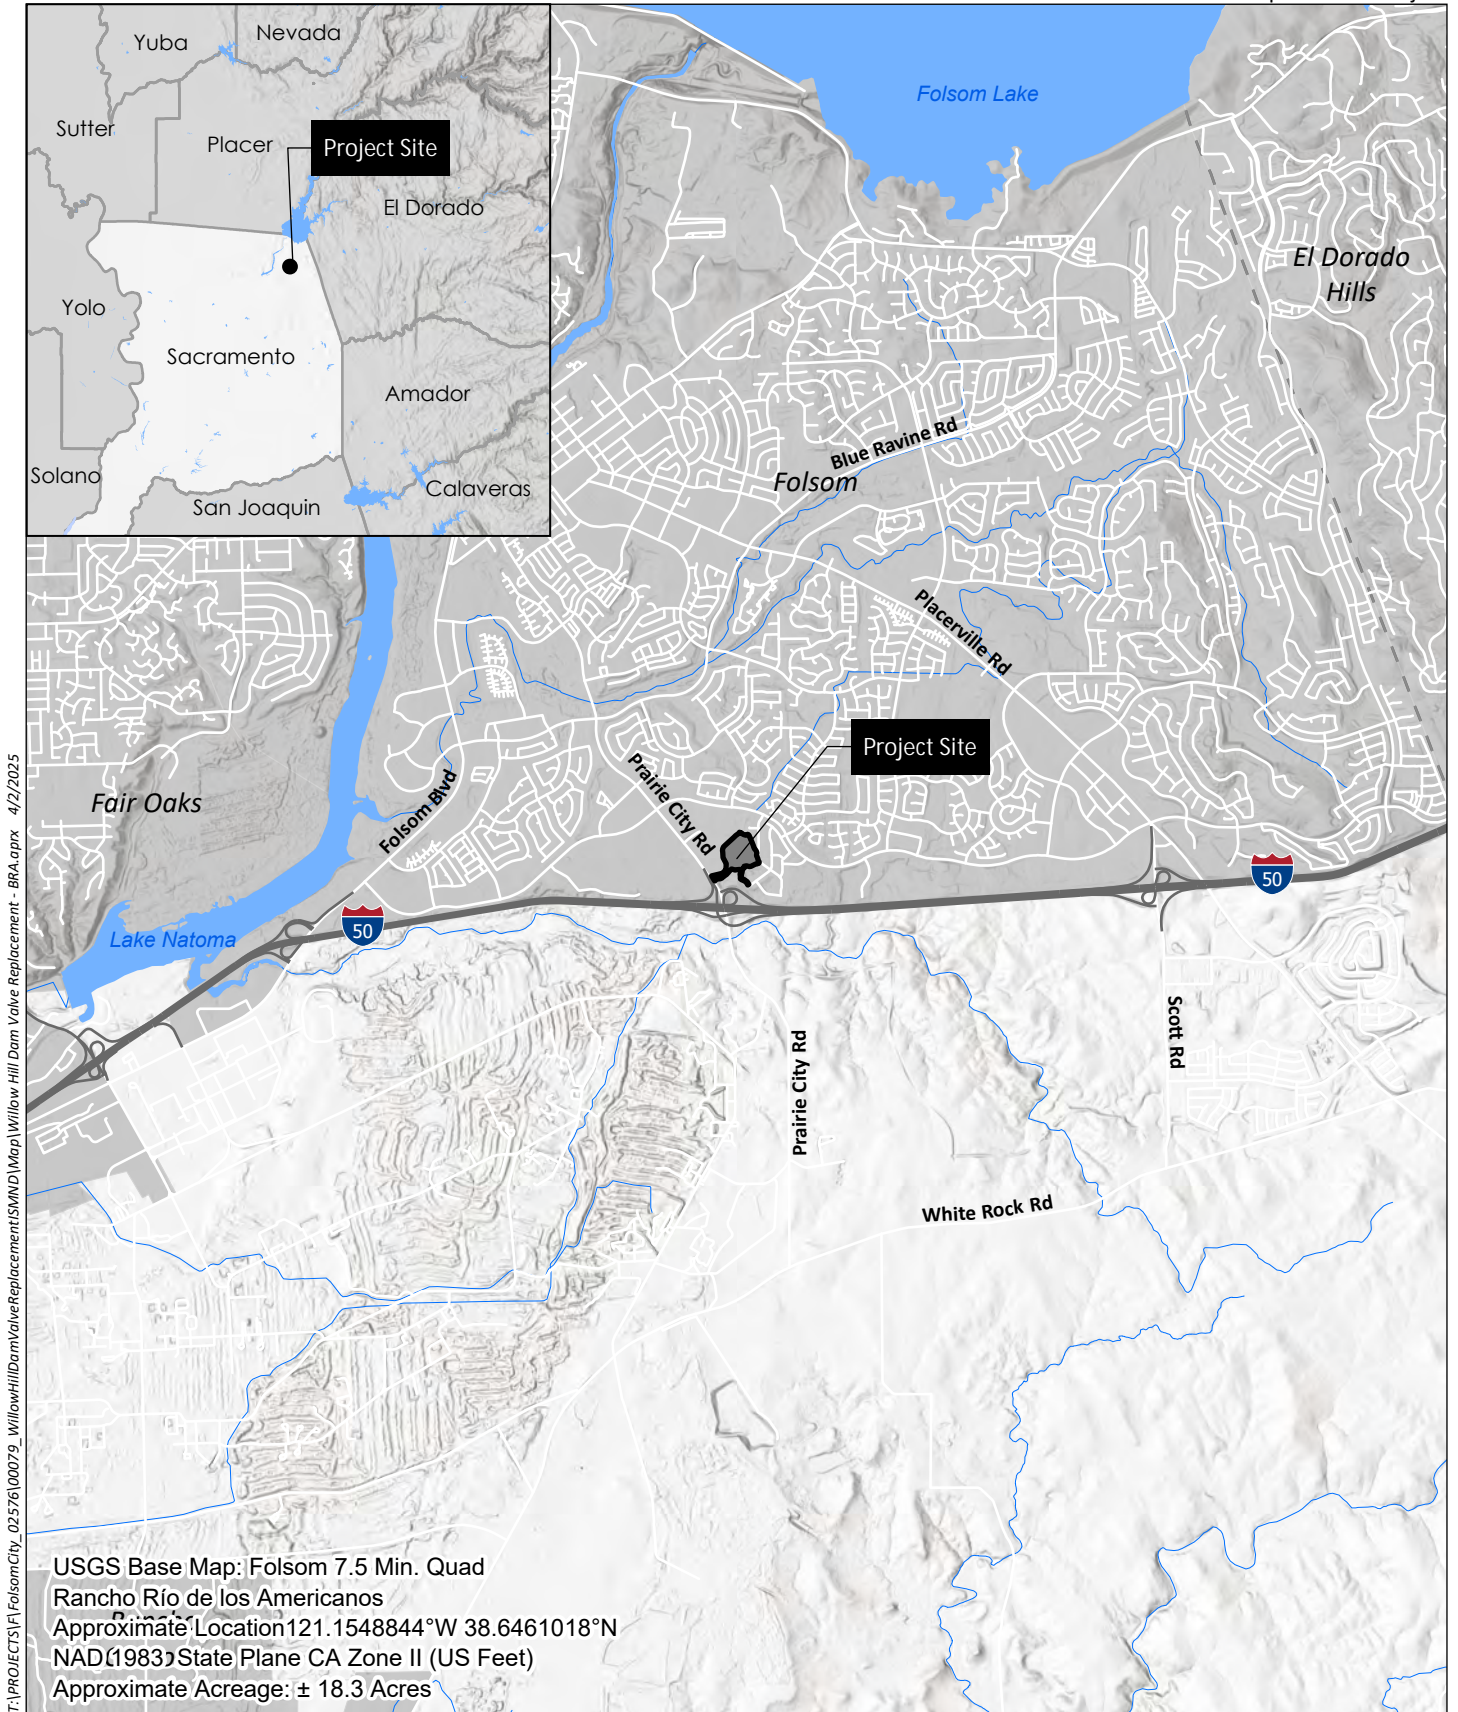 Yuba
Nevada
Sutter
Placer
Project Site
El Dorado
Yolo
Sacramento
Amador
Solano
Calaveras
San Joaquin
Folsom Lake
El Dorado
Hills
Blue Ravine Rd
Folsom
Placerville Rd
Project Site
Prairie City Rd
Folsom Blvd
Fair Oaks
Lake Natoma
50
50
Scott Rd
Prairie City Rd
White Rock Rd
USGS Base Map: Folsom 7.5 Min. Quad
Rancho Río de los Americanos
Approximate Location121.1548844°W 38.6461018°N
NAD 1983 State Plane CA Zone II (US Feet)
Approximate Acreage: ± 18.3 Acres
T:\PROJECTS\F\FolsomCity_02576\00079_WillowHillDamValveReplacement\ISMND\Map\Willow Hill Dam Valve Replacement - BRA.aprx 4/2/2025